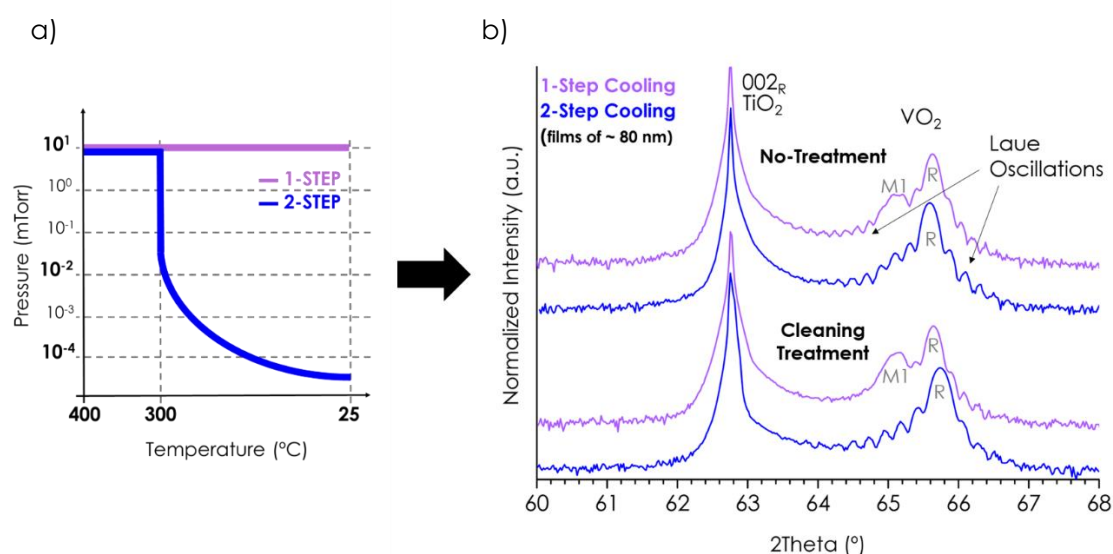 a)
Pressure (mTorr)
10¹
10⁰
10⁻¹
10⁻²
10⁻³
10⁻⁴
1-STEP
2-STEP
400
300
25
Temperature (ºC)
b)
Normalized Intensity (a.u.)
1-Step Cooling
2-Step Cooling
(films of ~ 80 nm)
002R
TiO₂
VO₂
No-Treatment
Laue
Oscillations
M1
R
R
Cleaning
Treatment
M1
R
R
60
61
62
63
64
65
66
67
68
2Theta (º)